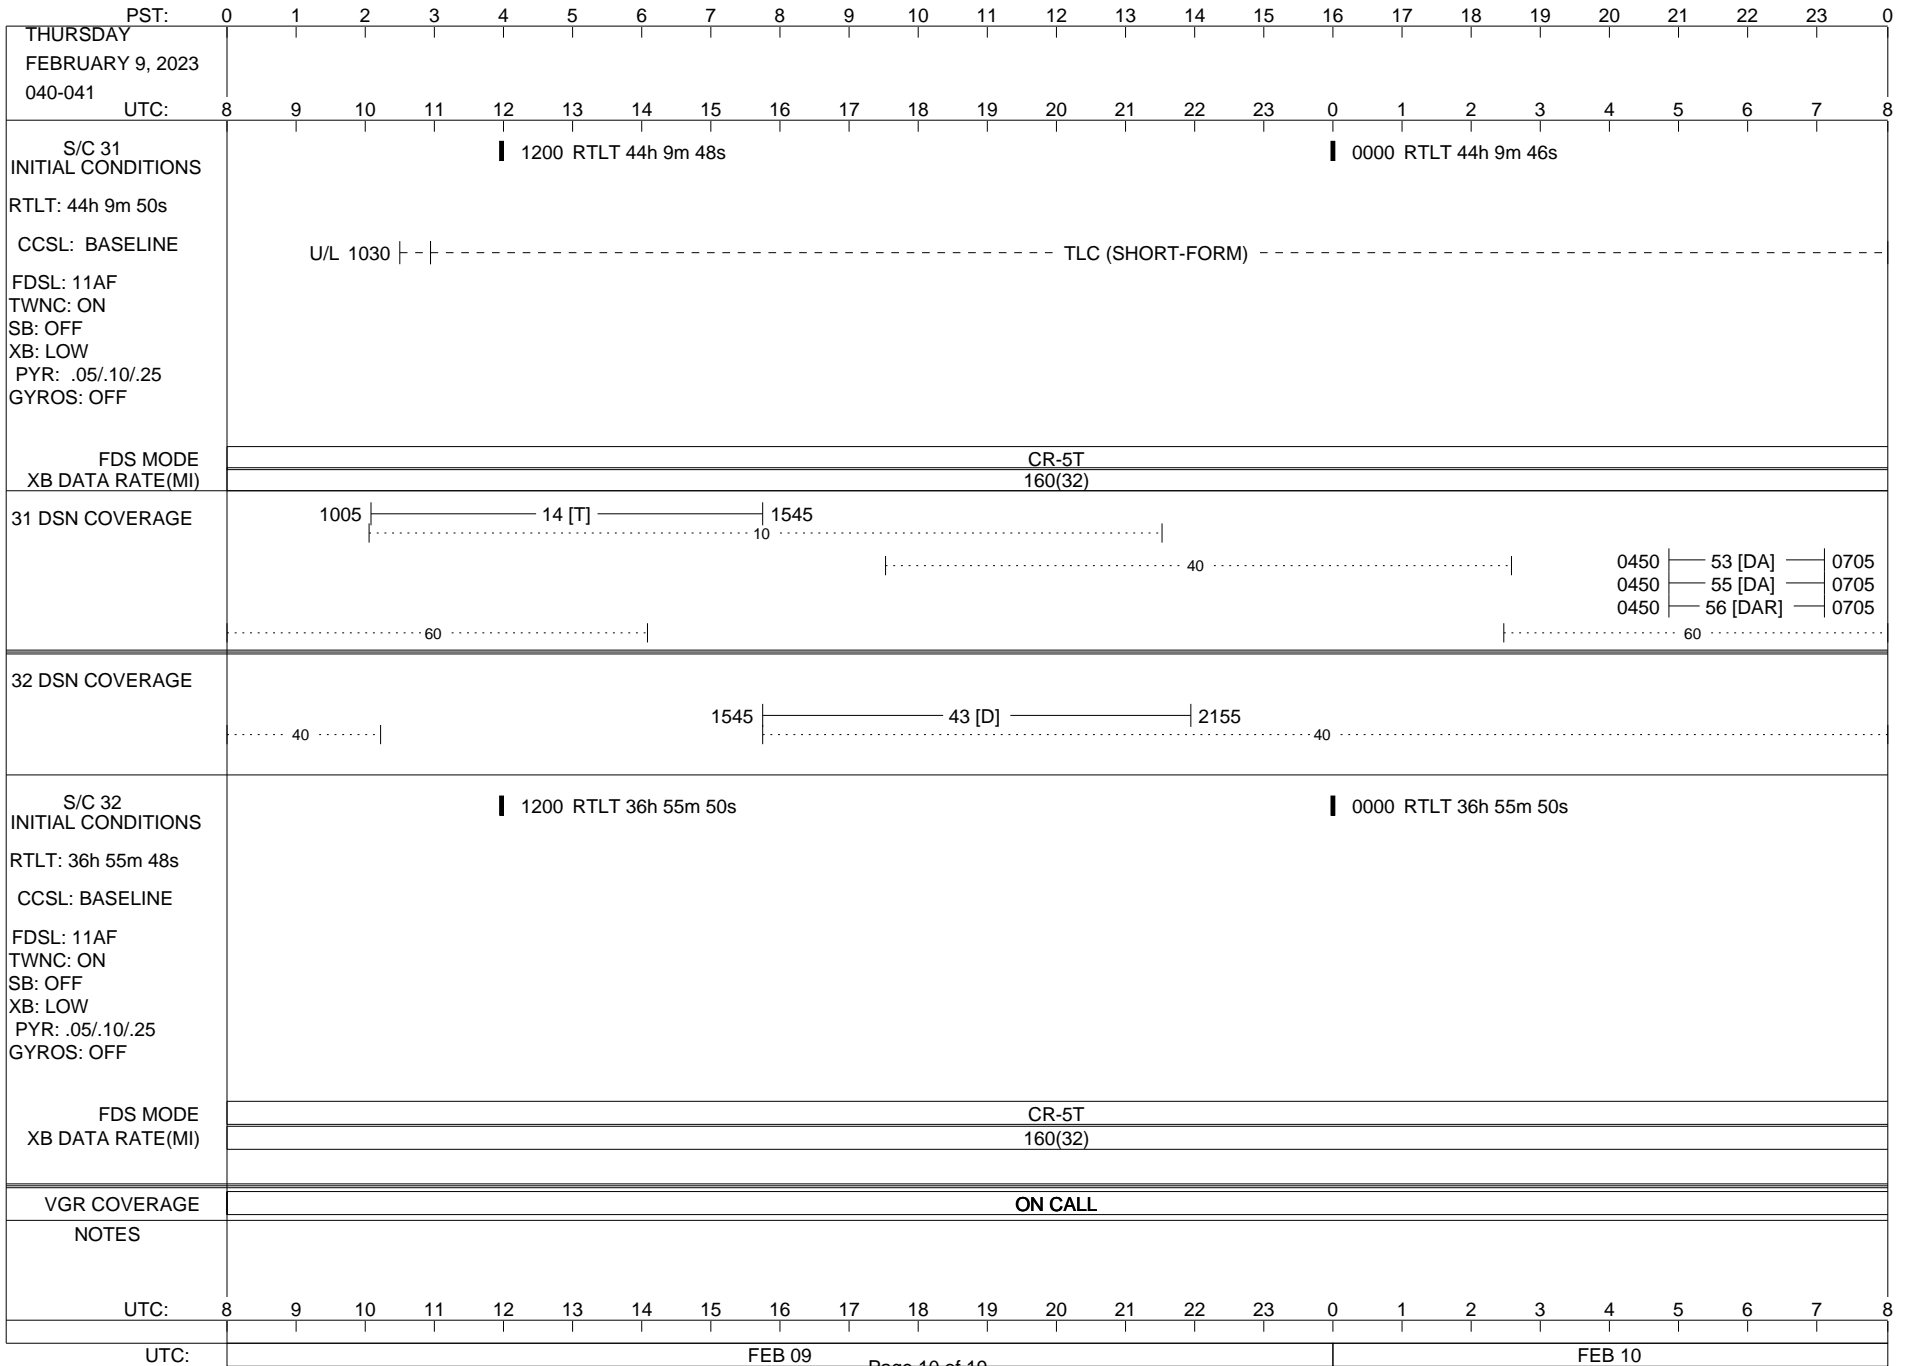 PST: 0 1 2 3 4 5 6 7 8 9 10 11 12 13 14 15 16 17 18 19 20 21 22 23 0
THURSDAY
FEBRUARY 9, 2023
040-041
UTC: 8 9 10 11 12 13 14 15 16 17 18 19 20 21 22 23 0 1 2 3 4 5 6 7 8
S/C 31
INITIAL CONDITIONS
1200 RTLT 44h 9m 48s
0000 RTLT 44h 9m 46s
RTLT: 44h 9m 50s
CCSL: BASELINE
U/L 1030
TLC (SHORT-FORM)
FDSL: 11AF
TWNC: ON
SB: OFF
XB: LOW
PYR: .05/.10/.25
GYROS: OFF
FDS MODE CR-5T
XB DATA RATE(MI) 160(32)
31 DSN COVERAGE
1005 14 [T] 1545
10
40
0450 53 [DA] 0705
0450 55 [DA] 0705
0450 56 [DAR] 0705
60 60
32 DSN COVERAGE
1545 43 [D] 2155
40 40
S/C 32
INITIAL CONDITIONS
1200 RTLT 36h 55m 50s
0000 RTLT 36h 55m 50s
RTLT: 36h 55m 48s
CCSL: BASELINE
FDSL: 11AF
TWNC: ON
SB: OFF
XB: LOW
PYR: .05/.10/.25
GYROS: OFF
FDS MODE CR-5T
XB DATA RATE(MI) 160(32)
VGR COVERAGE ON CALL
NOTES
UTC: 8 9 10 11 12 13 14 15 16 17 18 19 20 21 22 23 0 1 2 3 4 5 6 7 8
UTC: FEB 09 FEB 10
Page 10 of 10